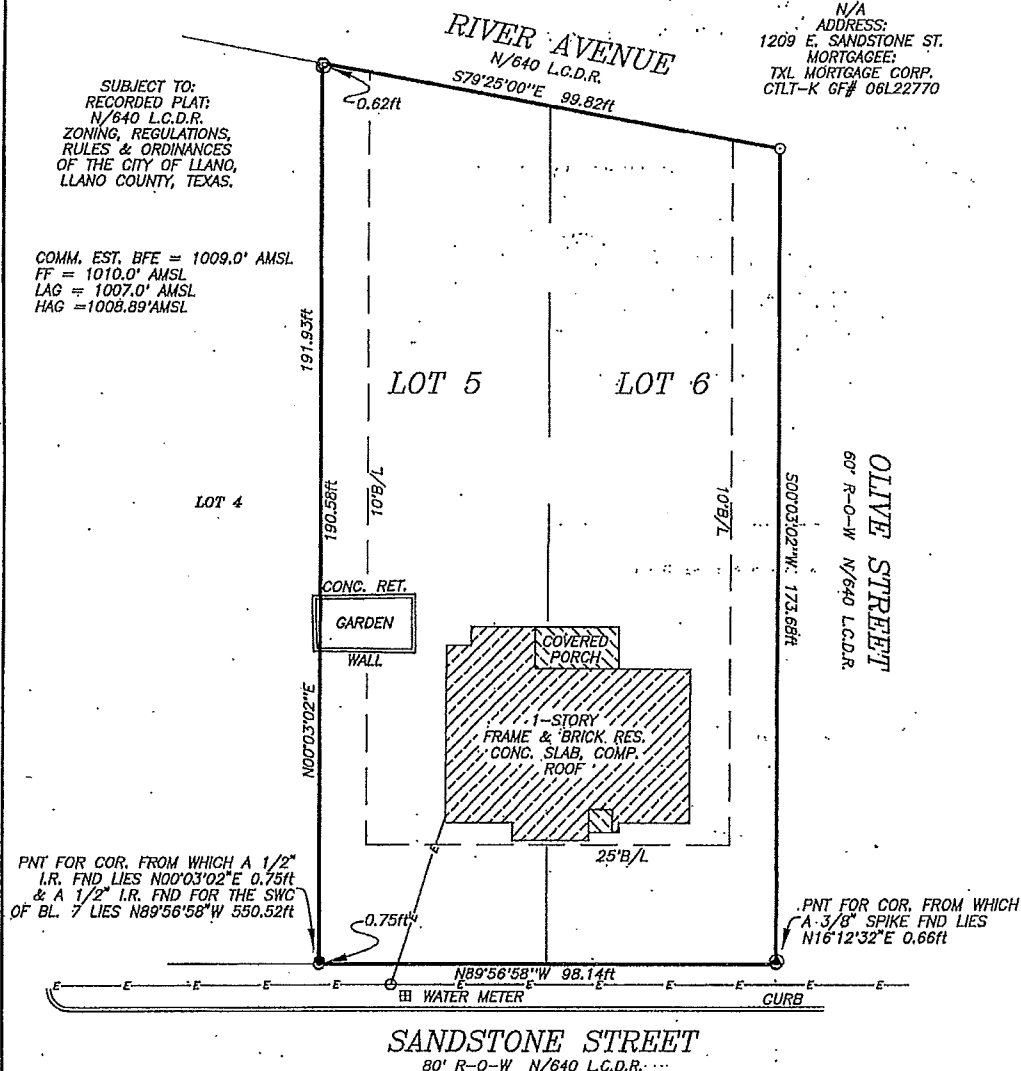 RIVER AVENUE
N/640 L.C.D.R.
S79°25'00"E 99.82ft
N/A
ADDRESS:
1209 E. SANDSTONE ST.
MORTGAGEE:
TXL MORTGAGE CORP.
CTLT-K GF# 06L22770
SUBJECT TO:
RECORDED PLAT:
N/640 L.C.D.R.
ZONING, REGULATIONS,
RULES & ORDINANCES
OF THE CITY OF LLANO,
LLANO COUNTY, TEXAS.
0.62ft
COMM. EST. BFE = 1009.0' AMSL
FF = 1010.0' AMSL
LAG = 1007.0' AMSL
HAG =1008.89'AMSL
191.93ft
LOT 5
LOT 6
LOT 4
190.58ft
10'B/L
10'B/L
S00°03'02"W 173.68ft
OLIVE STREET
60' R-O-W N/640 L.C.D.R.
CONC. RET.
GARDEN
WALL
COVERED
PORCH
1-STORY
FRAME & BRICK RES.
CONC. SLAB, COMP.
ROOF
N00°03'02"E
25'B/L
PNT FOR COR. FROM WHICH A 1/2"
I.R. FND LIES N00°03'02"E 0.75ft
& A 1/2" I.R. FND FOR THE SWC
OF BL. 7 LIES N89°56'58"W 550.52ft
0.75ft
E
E
PNT FOR COR. FROM WHICH
A 3/8" SPIKE FND LIES
N16°12'32"E 0.66ft
N89°56'58"W 98.14ft
E E E E E E E E E E E E
WATER METER
CURB
SANDSTONE STREET
80' R-O-W N/640 L.C.D.R.